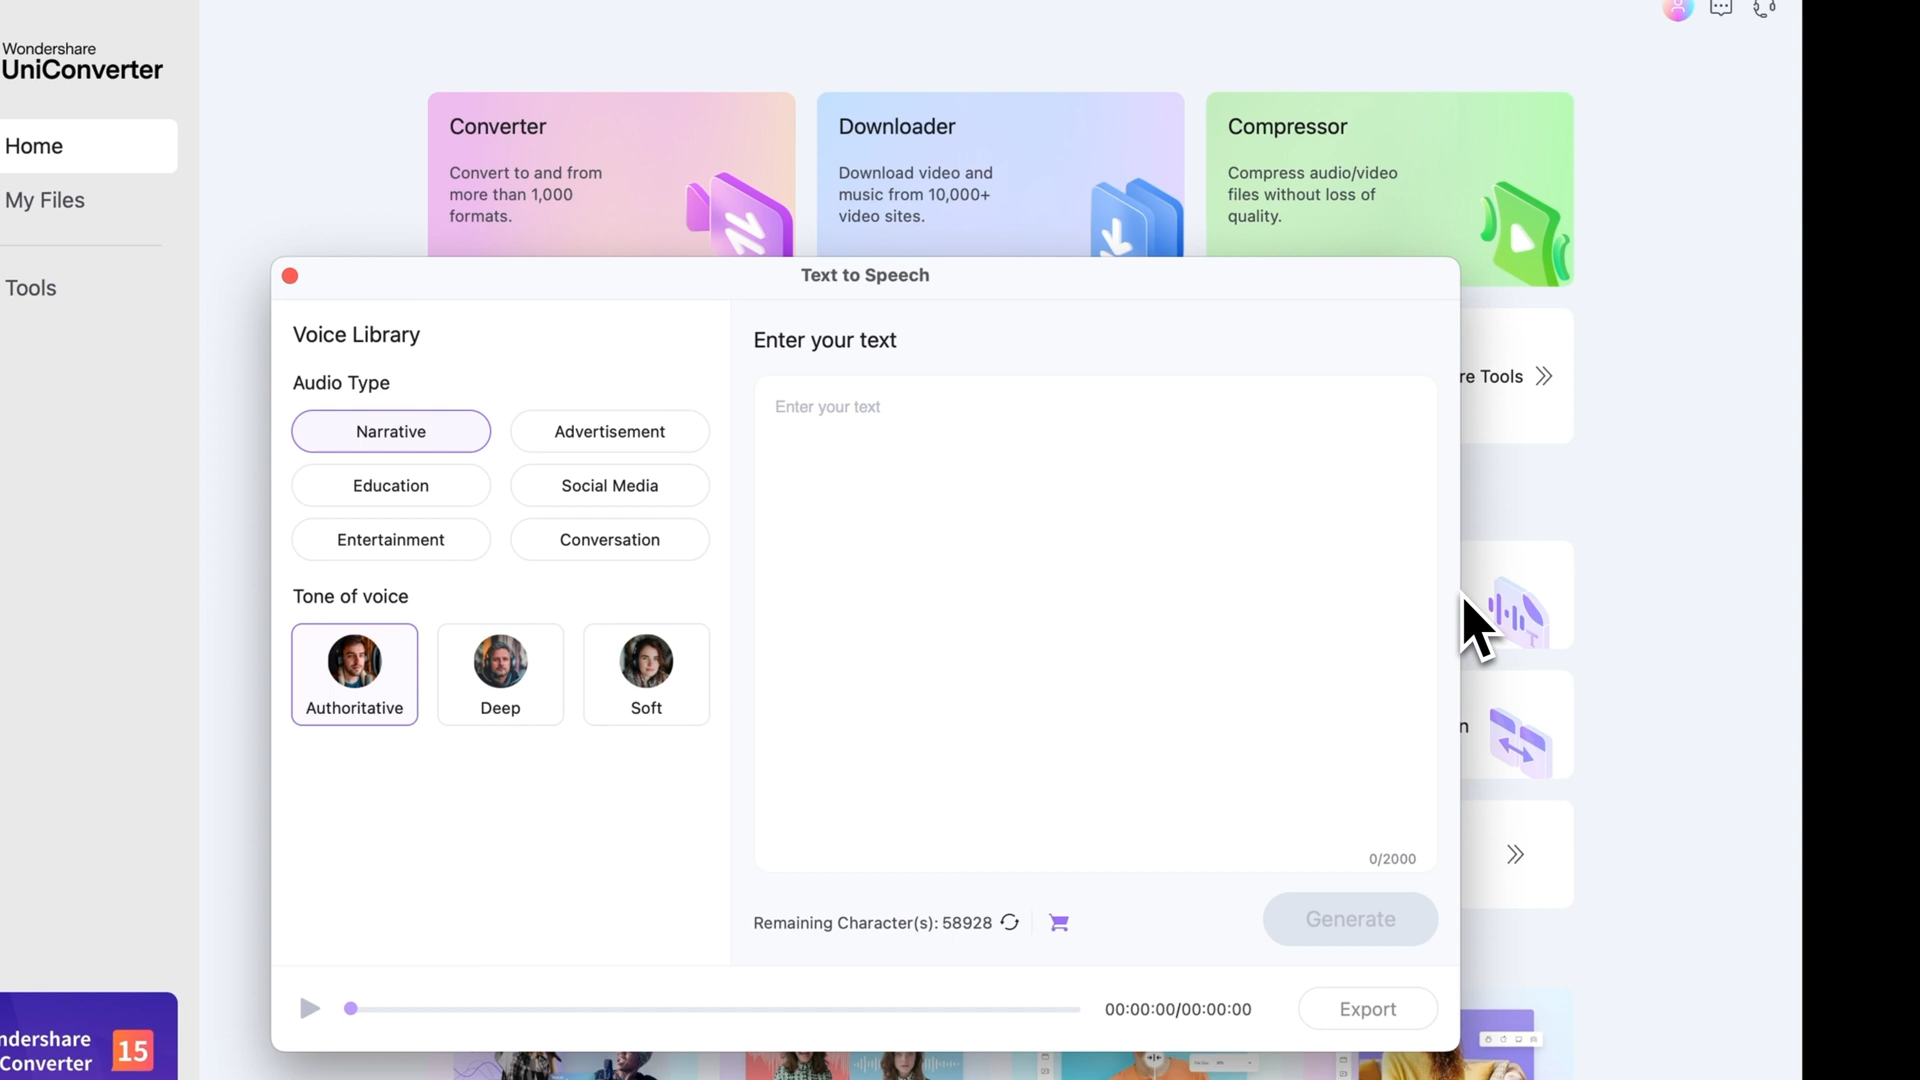 Wondershare
UniConverter
Home
My Files
Tools
Converter
Convert to and from
more than 1,000
formats.
Downloader
Download video and
music from 10,000+
video sites.
Compressor
Compress audio/video
files without loss of
quality.
Text to Speech
Voice Library
Audio Type
Narrative
Advertisement
Education
Social Media
Entertainment
Conversation
Tone of voice
Authoritative
Deep
Soft
Enter your text
Enter your text
0/2000
Remaining Character(s): 58928
Generate
00:00:00/00:00:00
Export
re Tools
n
T
ndershare
Converter
15